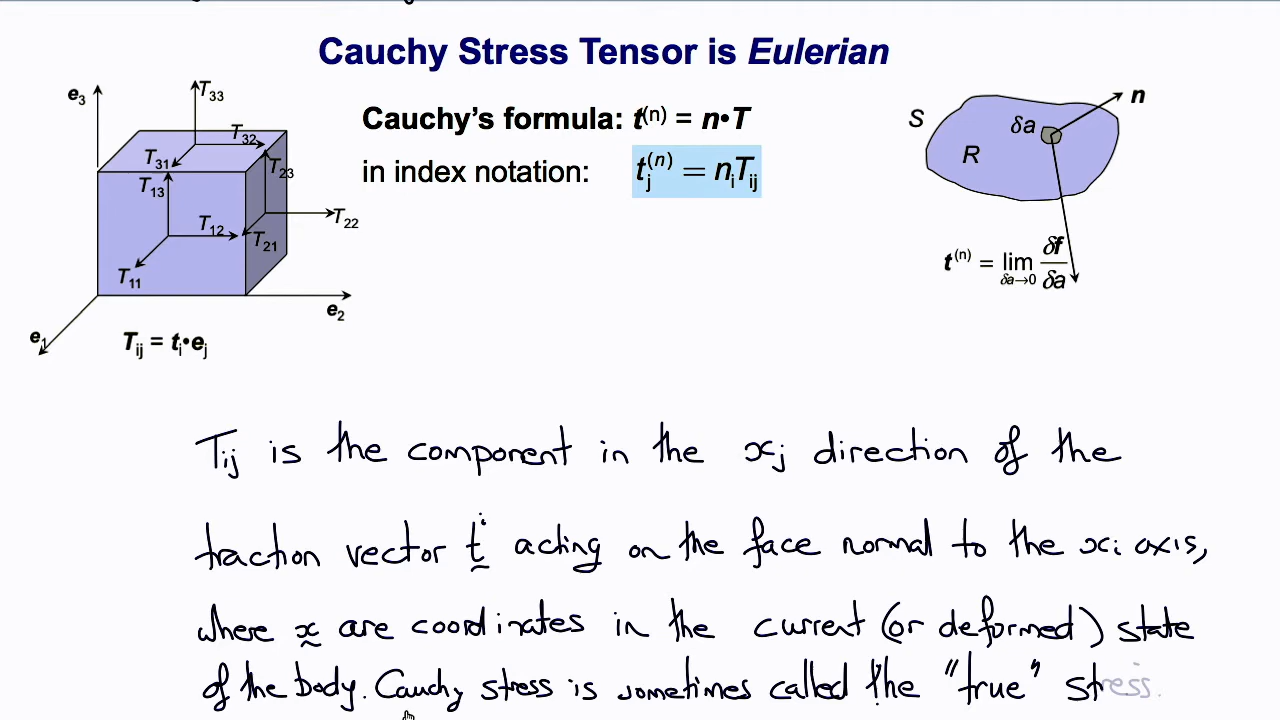 Cauchy Stress Tensor is Eulerian
e₃
T₃₃
T₃₂
T₃₁
T₂₃
T₁₃
T₂₂
T₁₂
T₂₁
T₁₁
e₂
e₁
Tᵢⱼ = tᵢ•eⱼ
Cauchy's formula: t⁽ⁿ⁾ = n•T
in index notation: tⱼ⁽ⁿ⁾ = nᵢTᵢⱼ
S
δa
n
R
t⁽ⁿ⁾ = lim δa→0 δf/δa
Tij is the component in the xj direction of the
traction vector tⁱ acting on the face normal to the xi axis,
where x are coordinates in the current (or deformed) state
of the body. Cauchy stress is sometimes called the "true" stress.